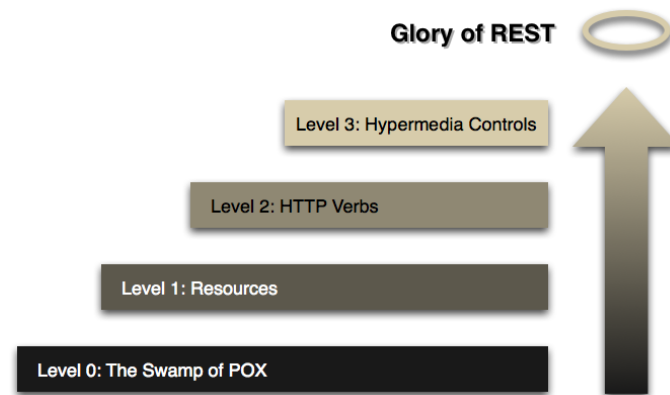 Glory of REST
Level 3: Hypermedia Controls
Level 2: HTTP Verbs
Level 1: Resources
Level 0: The Swamp of POX